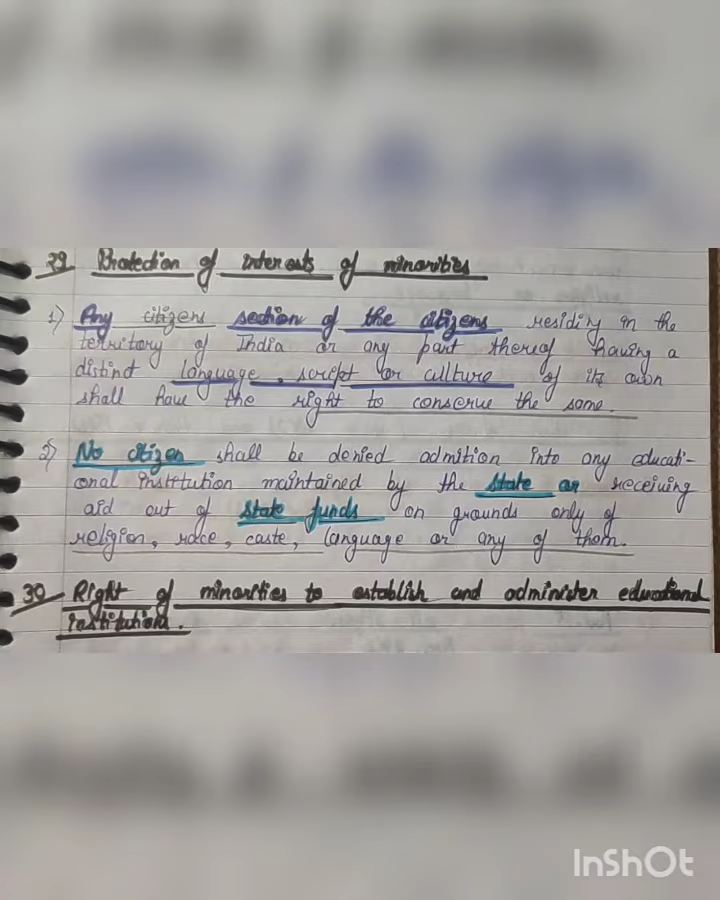 29 Protection of interests of minorities
1) Any citizens section of the citizens residing in the
territory of India or any part thereof having a
distinct language, script or culture of its own
shall have the right to conserve the same.
2) No citizen shall be denied admition into any educati-
onal institution maintained by the state or receiving
aid out of state funds on grounds only of
religion, race, caste, language or any of them.
30 Right of minorities to establish and administer educational
institutions.
InShOt